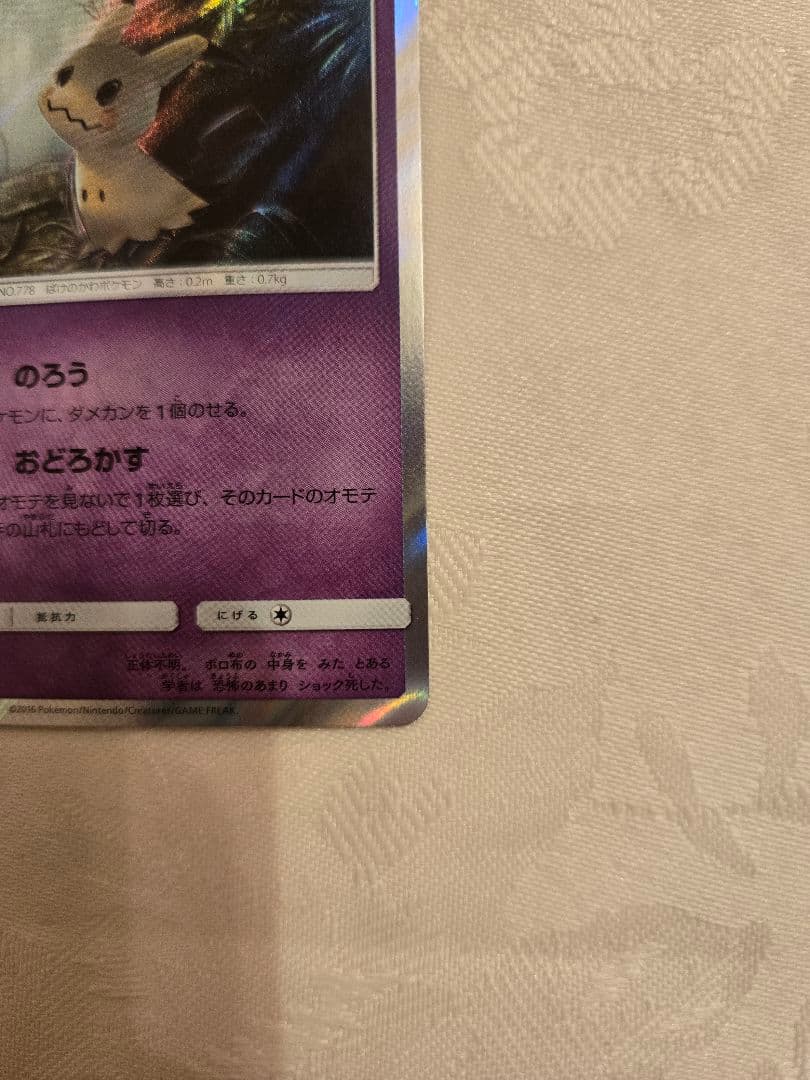 NO.778 ばけのかわポケモン 高さ:0.2m 重さ:0.7kg
のろう
ケモンに、ダメカンを1個のせる。
おどろかす
オモテを見ないで1枚選び、そのカードのオモテ
手の山札にもどして切る。
抵抗力
にげる
正体不明。 ボロ布の 中身を みた とある
学者は 恐怖のあまり ショック死した。
©2016 Pokémon/Nintendo/Creatures/GAME FREAK.